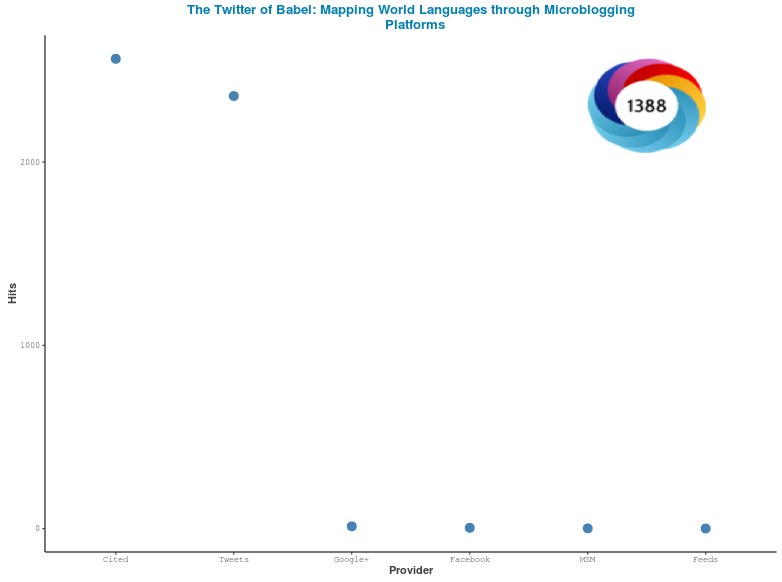 The Twitter of Babel: Mapping World Languages through Microblogging
Platforms
1388
2000
Hits
1000
0
Cited Tweets Google+ Facebook MSM Feeds
Provider